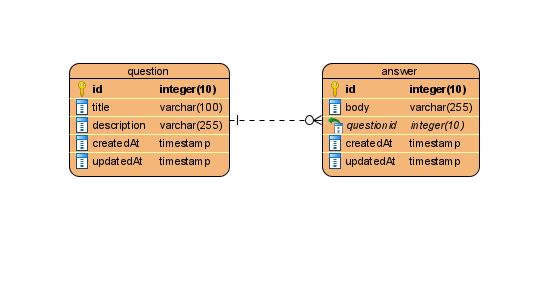 question
id integer(10)
title varchar(100)
description varchar(255)
createdAt timestamp
updatedAt timestamp
answer
id integer(10)
body varchar(255)
questionid integer(10)
createdAt timestamp
updatedAt timestamp